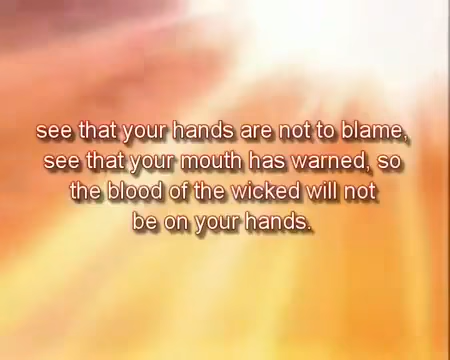 see that your hands are not to blame,
see that your mouth has warned, so
the blood of the wicked will not
be on your hands.